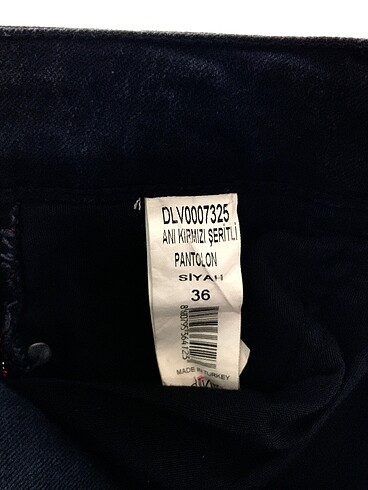 DLV0007325
ANI KIRMIZI ŞERİTLİ
PANTOLON
SİYAH
36
MADE IN TURKEY